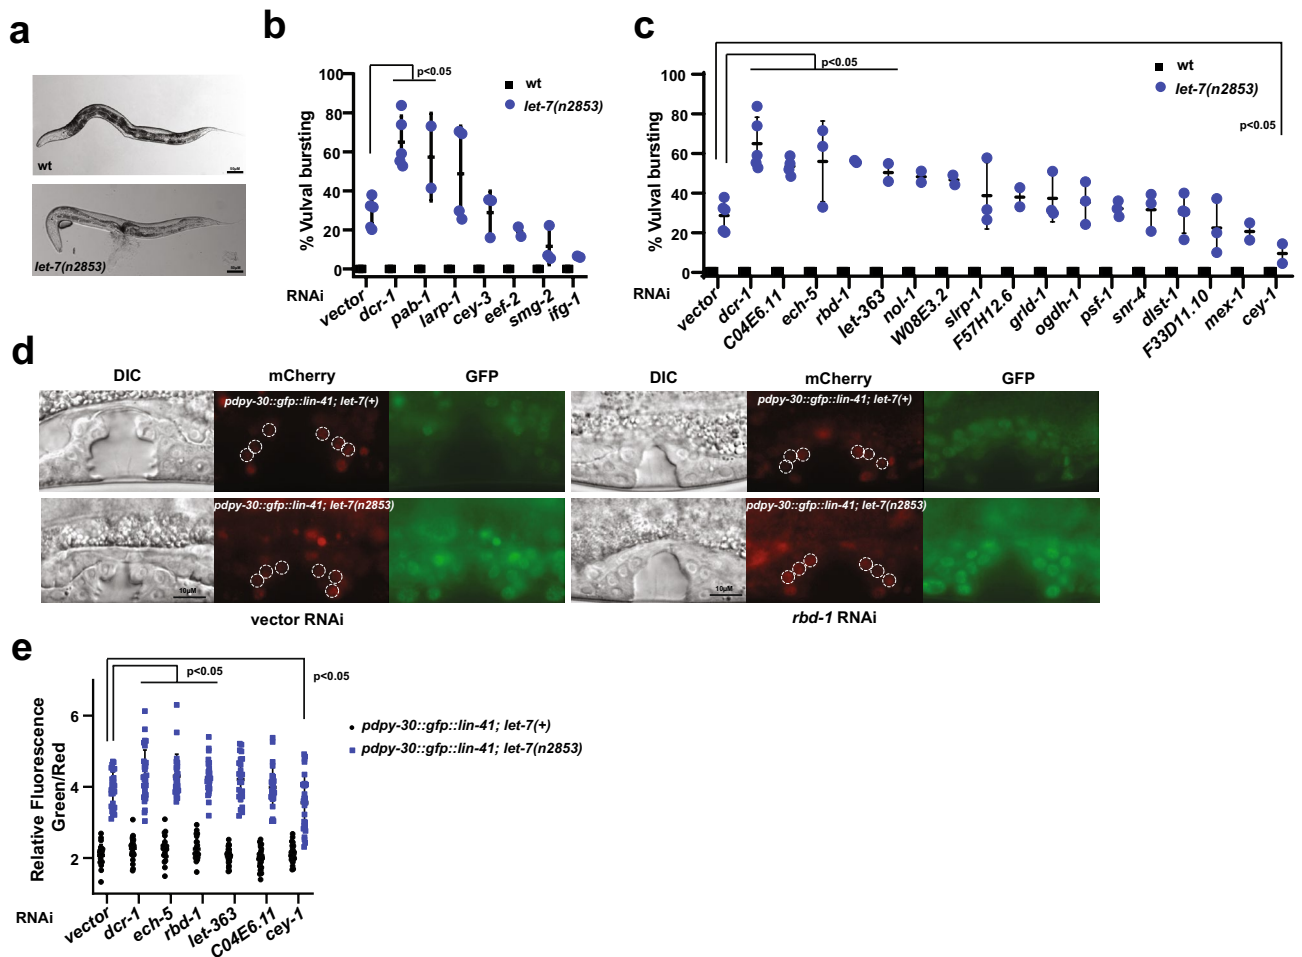 a
wt
50µM
let-7(n2853)
50µM
b
% Vulval bursting
100
80
60
40
20
0
p<0.05
wt
let-7(n2853)
RNAi
vector
dcr-1
pab-1
larp-1
cey-3
eef-2
smg-2
ifg-1
c
% Vulval bursting
100
80
60
40
20
0
p<0.05
wt
let-7(n2853)
p<0.05
RNAi
vector
dcr-1
C04E6.11
ech-5
rbd-1
let-363
nol-1
W08E3.2
slrp-1
F57H12.6
grld-1
ogdh-1
psf-1
snr-4
dlst-1
F33D11.10
mex-1
cey-1
d
DIC mCherry GFP DIC mCherry GFP
pdpy-30::gfp::lin-41; let-7(+)
pdpy-30::gfp::lin-41; let-7(+)
pdpy-30::gfp::lin-41; let-7(n2853)
pdpy-30::gfp::lin-41; let-7(n2853)
10µM
10µM
vector RNAi
rbd-1 RNAi
e
Relative Fluorescence
Green/Red
6
4
2
p<0.05
p<0.05
pdpy-30::gfp::lin-41; let-7(+)
pdpy-30::gfp::lin-41; let-7(n2853)
RNAi
vector
dcr-1
ech-5
rbd-1
let-363
C04E6.11
cey-1